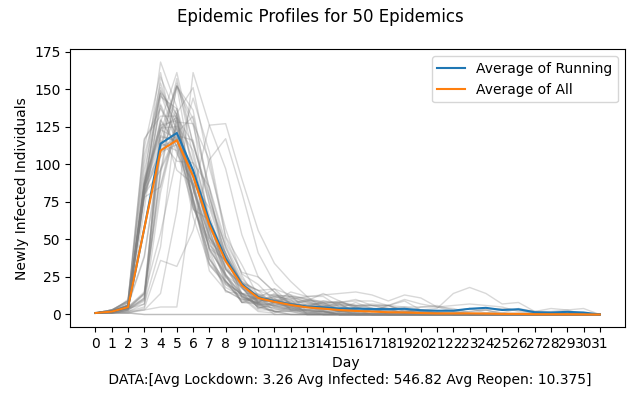 Epidemic Profiles for 50 Epidemics
175
150
125
100
75
50
25
0
Newly Infected Individuals
Average of Running
Average of All
0 1 2 3 4 5 6 7 8 9 10 11 12 13 14 15 16 17 18 19 20 21 22 23 24 25 26 27 28 29 30 31
Day
DATA:[Avg Lockdown: 3.26 Avg Infected: 546.82 Avg Reopen: 10.375]